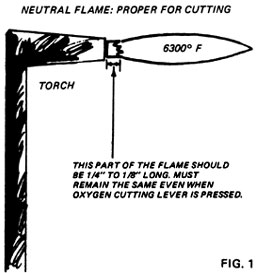 NEUTRAL FLAME: PROPER FOR CUTTING
6300° F
TORCH
THIS PART OF THE FLAME SHOULD
BE 1/4" TO 1/8" LONG. MUST
REMAIN THE SAME EVEN WHEN
OXYGEN CUTTING LEVER IS PRESSED.
FIG. 1